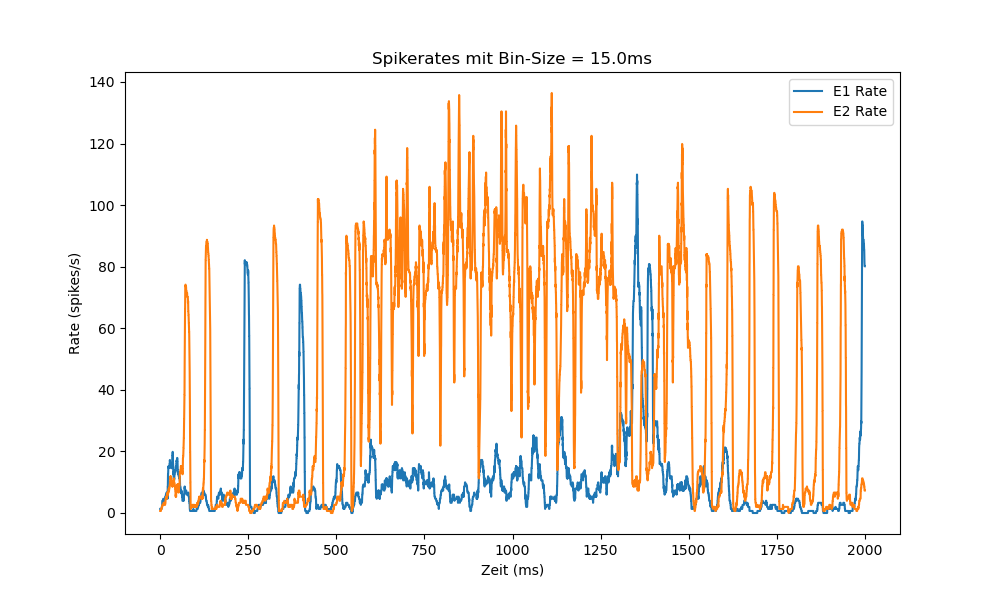 Spikerates mit Bin-Size = 15.0ms
E1 Rate
E2 Rate
Rate (spikes/s)
140
120
100
80
60
40
20
0
0 250 500 750 1000 1250 1500 1750 2000
Zeit (ms)